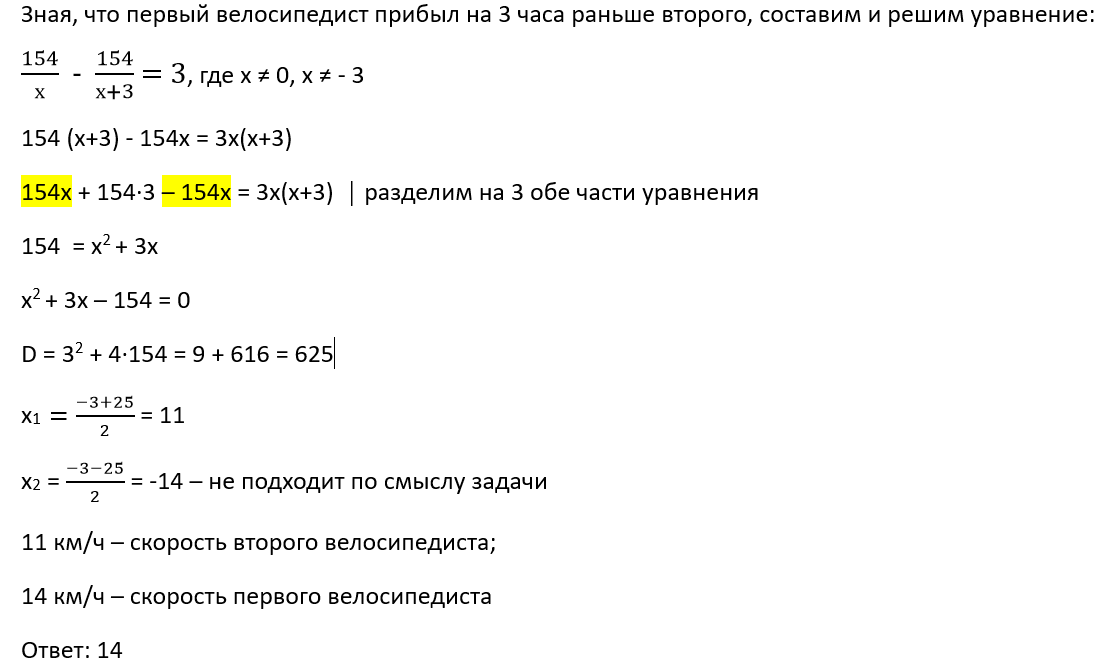 Зная, что первый велосипедист прибыл на 3 часа раньше второго, составим и решим уравнение:
154/x - 154/x+3 = 3, где x ≠ 0, x ≠ - 3
154 (x+3) - 154x = 3x(x+3)
154x + 154·3 – 154x = 3x(x+3) | разделим на 3 обе части уравнения
154 = x² + 3x
x² + 3x – 154 = 0
D = 3² + 4·154 = 9 + 616 = 625
x₁ = −3+25/2 = 11
x₂ = −3−25/2 = -14 – не подходит по смыслу задачи
11 км/ч – скорость второго велосипедиста;
14 км/ч – скорость первого велосипедиста
Ответ: 14